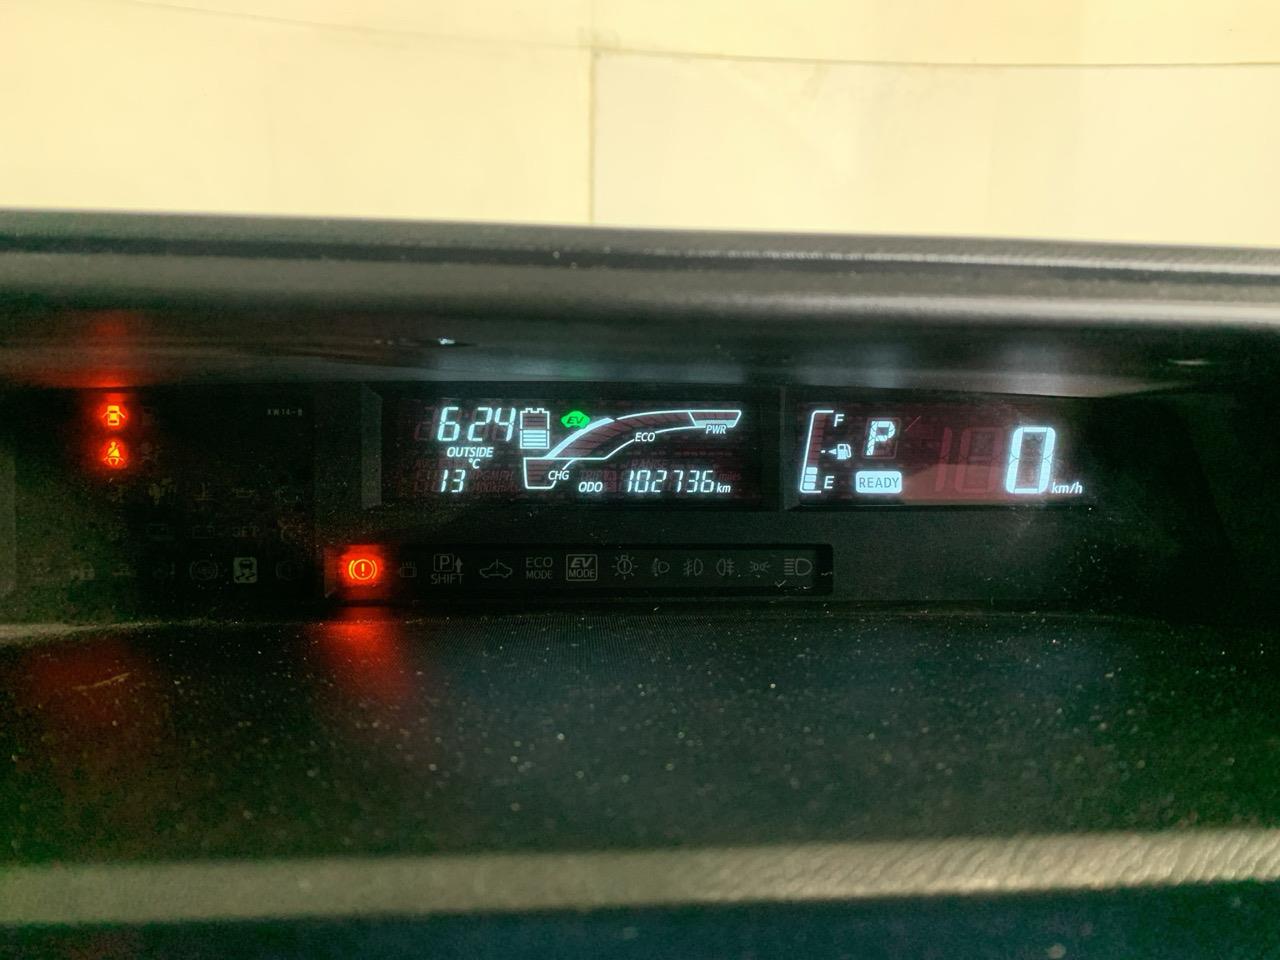 6:24
OUTSIDE
°C
13
EV
ECO
PWR
CHG
ODO 102736 km
F
E
P
READY
0 km/h
P
SHIFT
ECO
MODE
EV
MODE